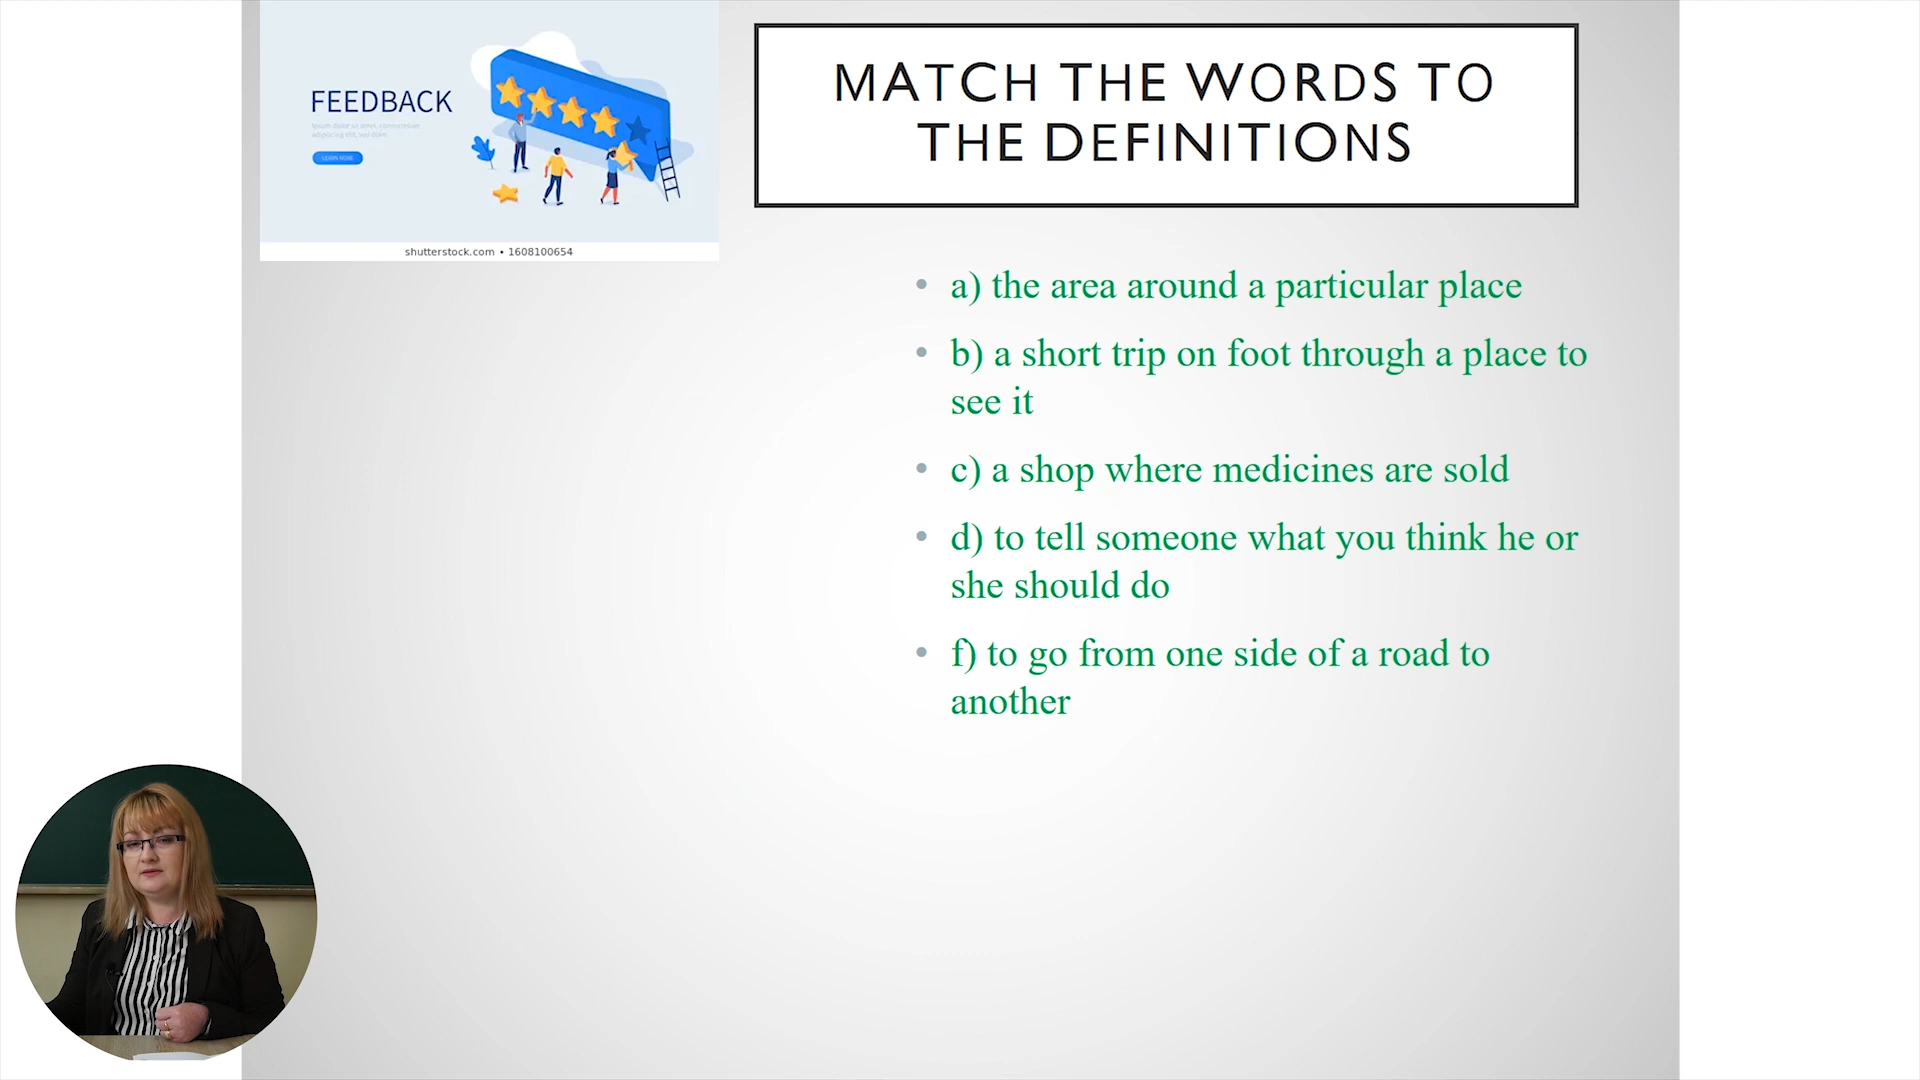 FEEDBACK
LEARN MORE
shutterstock.com • 1608100654
MATCH THE WORDS TO
THE DEFINITIONS
• a) the area around a particular place
• b) a short trip on foot through a place to
see it
• c) a shop where medicines are sold
• d) to tell someone what you think he or
she should do
• f) to go from one side of a road to
another